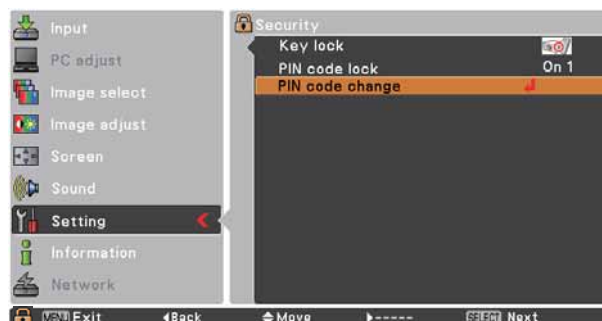 Input
PC adjust
Image select
Image adjust
Screen
Sound
Setting
Information
Network
Security
Key lock
PIN code lock On 1
PIN code change
MENU Exit Back Move ----- SELECT Next